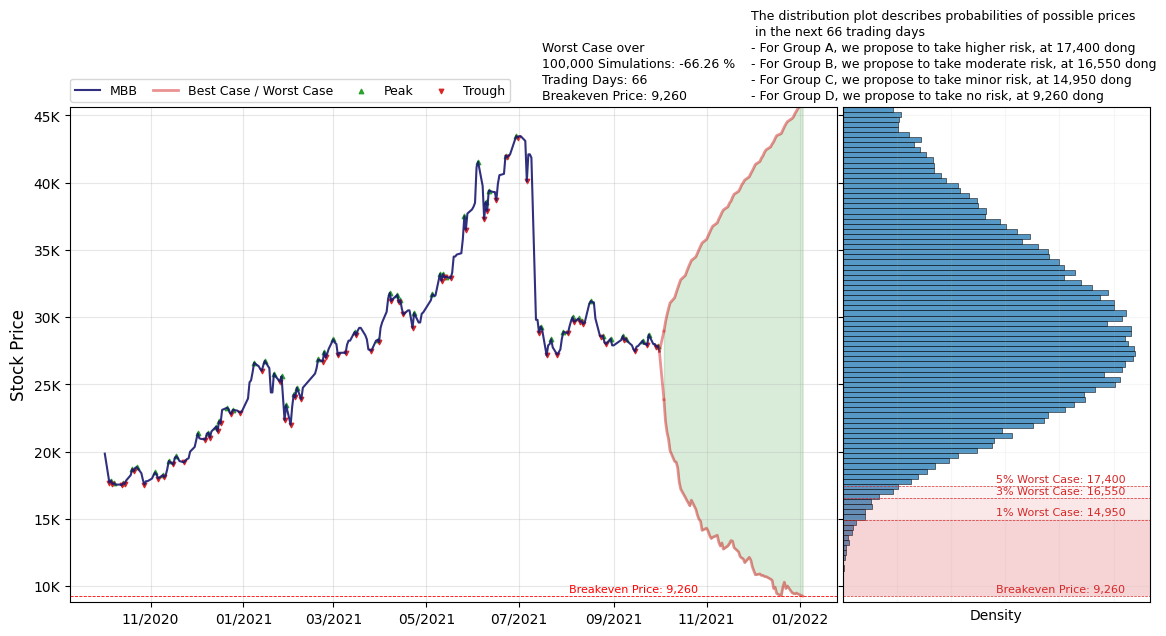 The distribution plot describes probabilities of possible prices
in the next 66 trading days
- For Group A, we propose to take higher risk, at 17,400 dong
- For Group B, we propose to take moderate risk, at 16,550 dong
- For Group C, we propose to take minor risk, at 14,950 dong
- For Group D, we propose to take no risk, at 9,260 dong
Worst Case over
100,000 Simulations: -66.26 %
Trading Days: 66
Breakeven Price: 9,260
MBB
Best Case / Worst Case
Peak
Trough
Stock Price
45K
40K
35K
30K
25K
20K
15K
10K
Breakeven Price: 9,260
11/2020
01/2021
03/2021
05/2021
07/2021
09/2021
11/2021
01/2022
5% Worst Case: 17,400
3% Worst Case: 16,550
1% Worst Case: 14,950
Breakeven Price: 9,260
Density